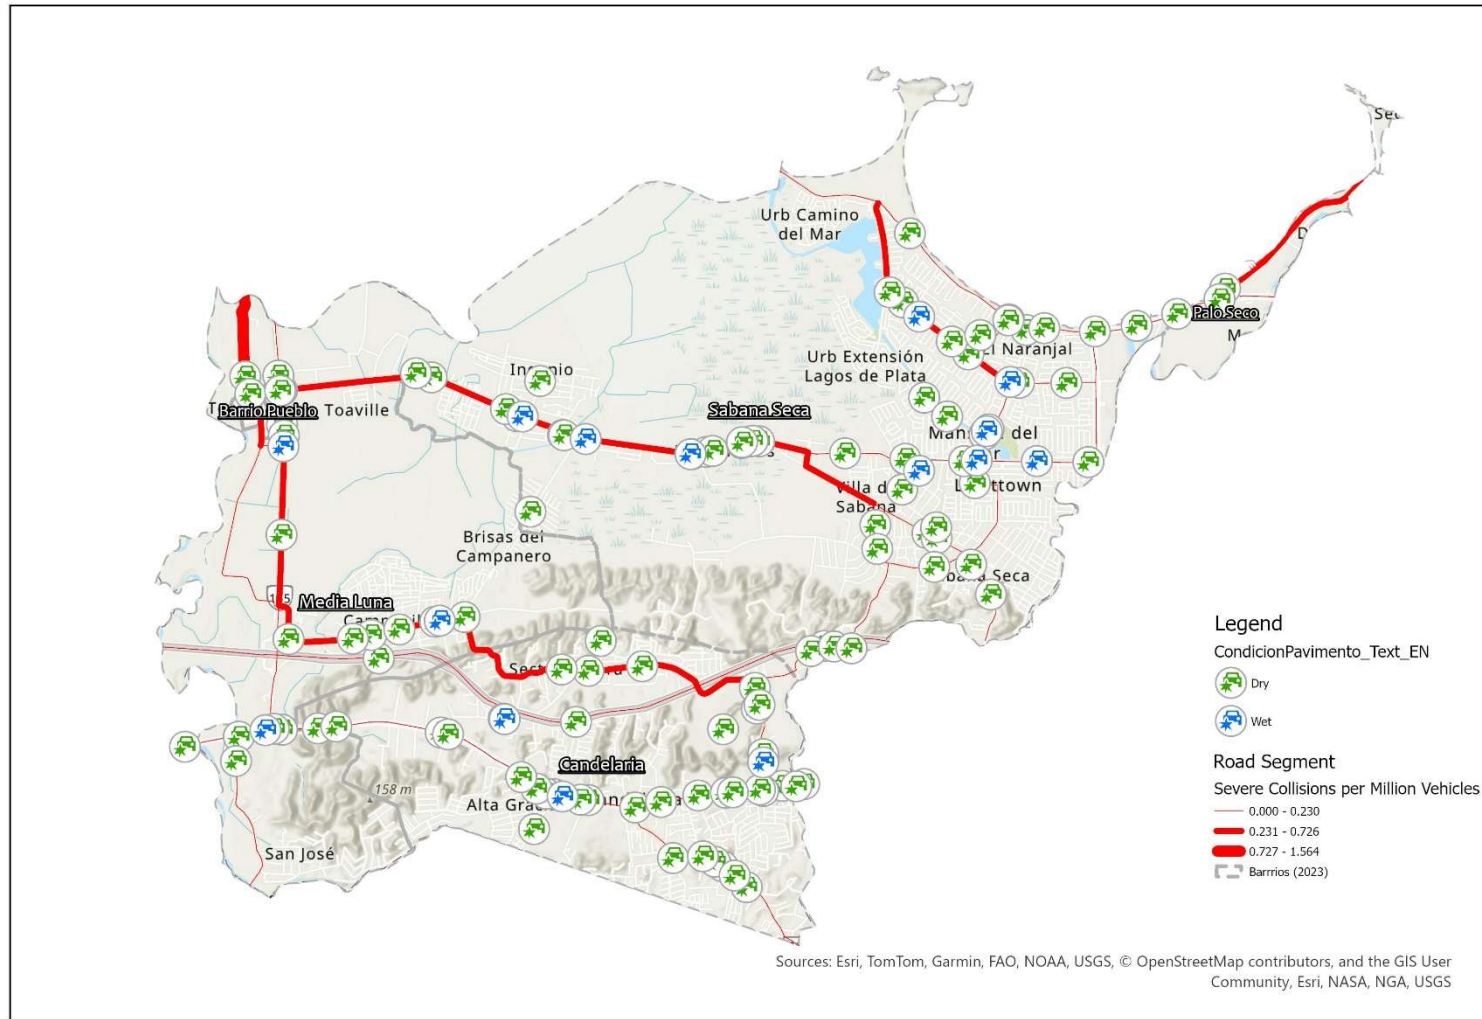 Urb Camino
del Mar
Palo Seco
El Naranjal
Urb Extensión
Lagos de Plata
Barrio Pueblo
Toaville
Sabana Seca
del
Villa
Sabana
Brisas del
Campanero
Seca
Media Luna
158 m
Candelaria
San José
Legend
CondicionPavimento_Text_EN
Dry
Wet
Road Segment
Severe Collisions per Million Vehicles
0.000 - 0.230
0.231 - 0.726
0.727 - 1.564
Barrrios (2023)
Sources: Esri, TomTom, Garmin, FAO, NOAA, USGS, © OpenStreetMap contributors, and the GIS User
Community, Esri, NASA, NGA, USGS